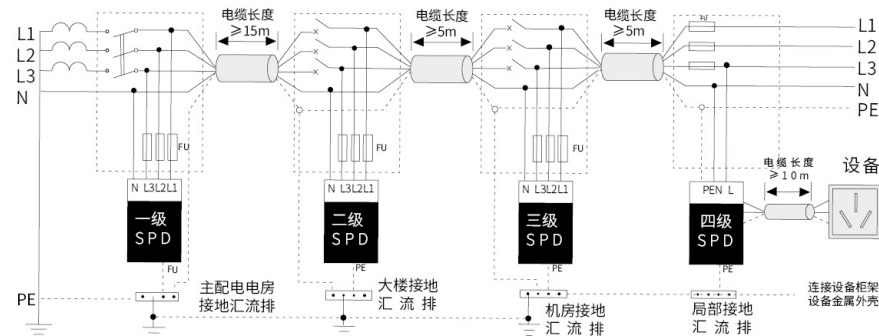 电缆长度
≥15m
电缆长度
≥5m
电缆长度
≥5m
FU
L1
L2
L3
N
L1
L2
L3
N
PE
FU
FU
FU
电缆长度
≥10m
设备
N L3L2L1
一级
SPD
N L3L2L1
二级
SPD
N L3L2L1
三级
SPD
PEN L
四级
SPD
FU
PE
PE
PE
PE
主配电电房
接地汇流排
大楼接地
汇流排
机房接地
汇流排
局部接地
汇流排
连接设备柜架
设备金属外壳